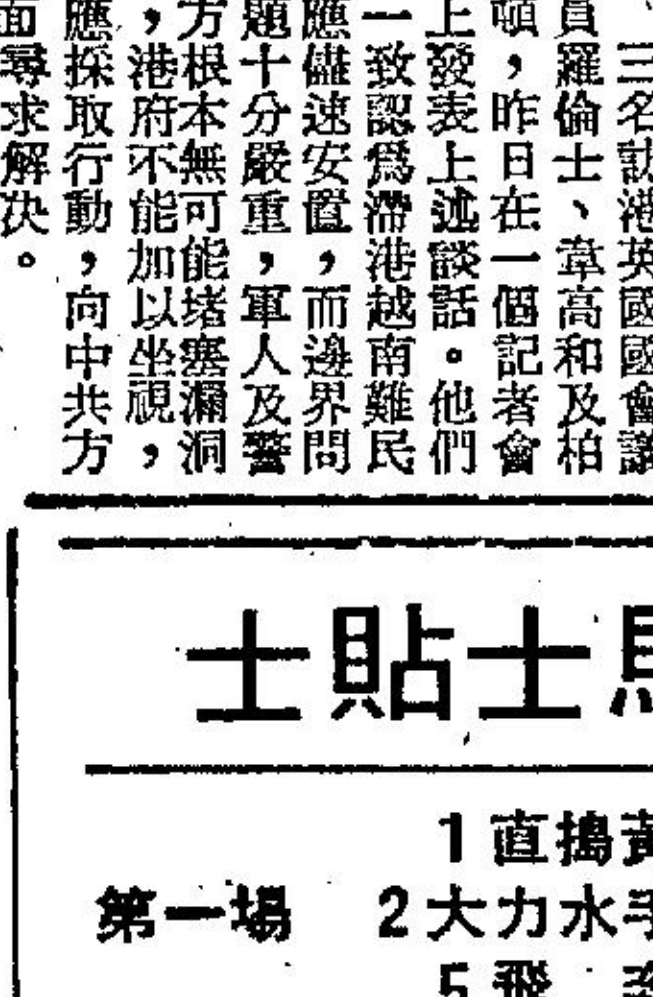 三名訪港英國國會議
員羅倫士、韋高和及柏
頓，昨日在一個記者會
上發表上述談話。他們
一致認爲滯港越南難民
應儘速安置，而邊界問
題十分嚴重，軍人及警
方根本無可能堵塞漏洞
，港府不能加以坐視，
應採取行動，向中共方
面尋求解决。
士貼士
1直搗黃
第一場 2大力水手
5飛